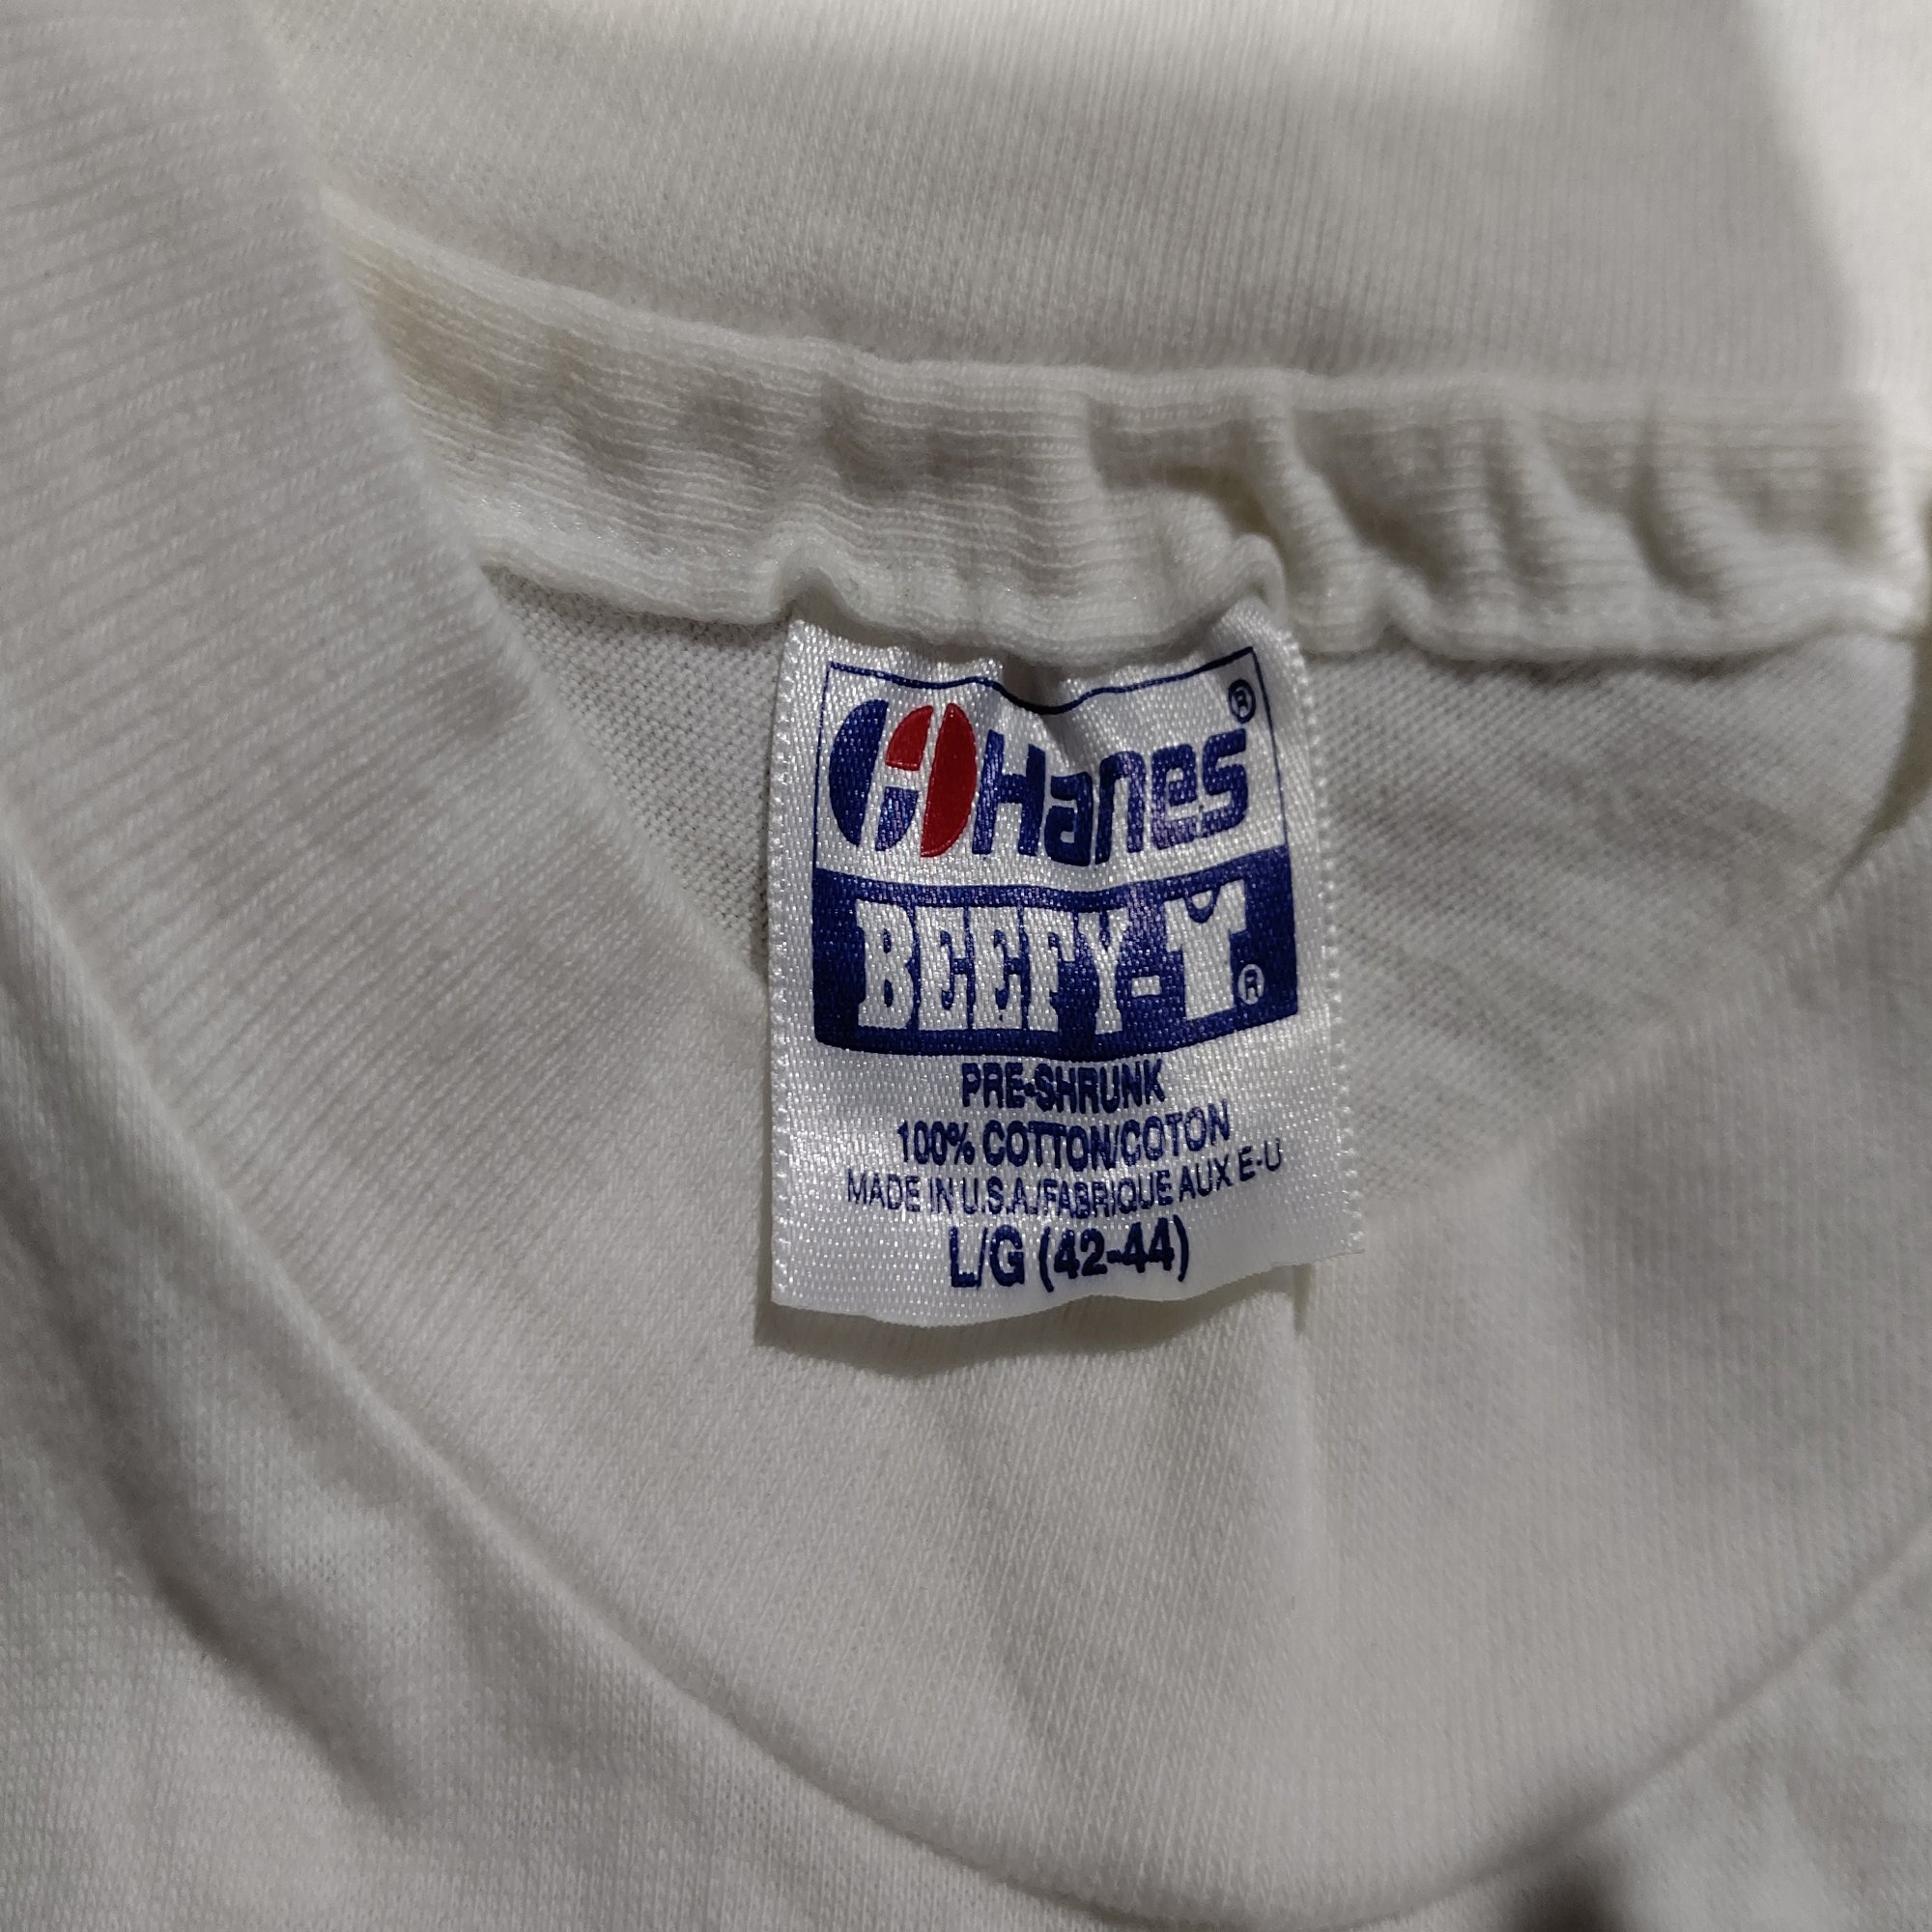 Hanes®
BEEFY-T®
PRE-SHRUNK
100% COTTON/COTON
MADE IN U.S.A./FABRIQUE AUX E-U
L/G (42-44)